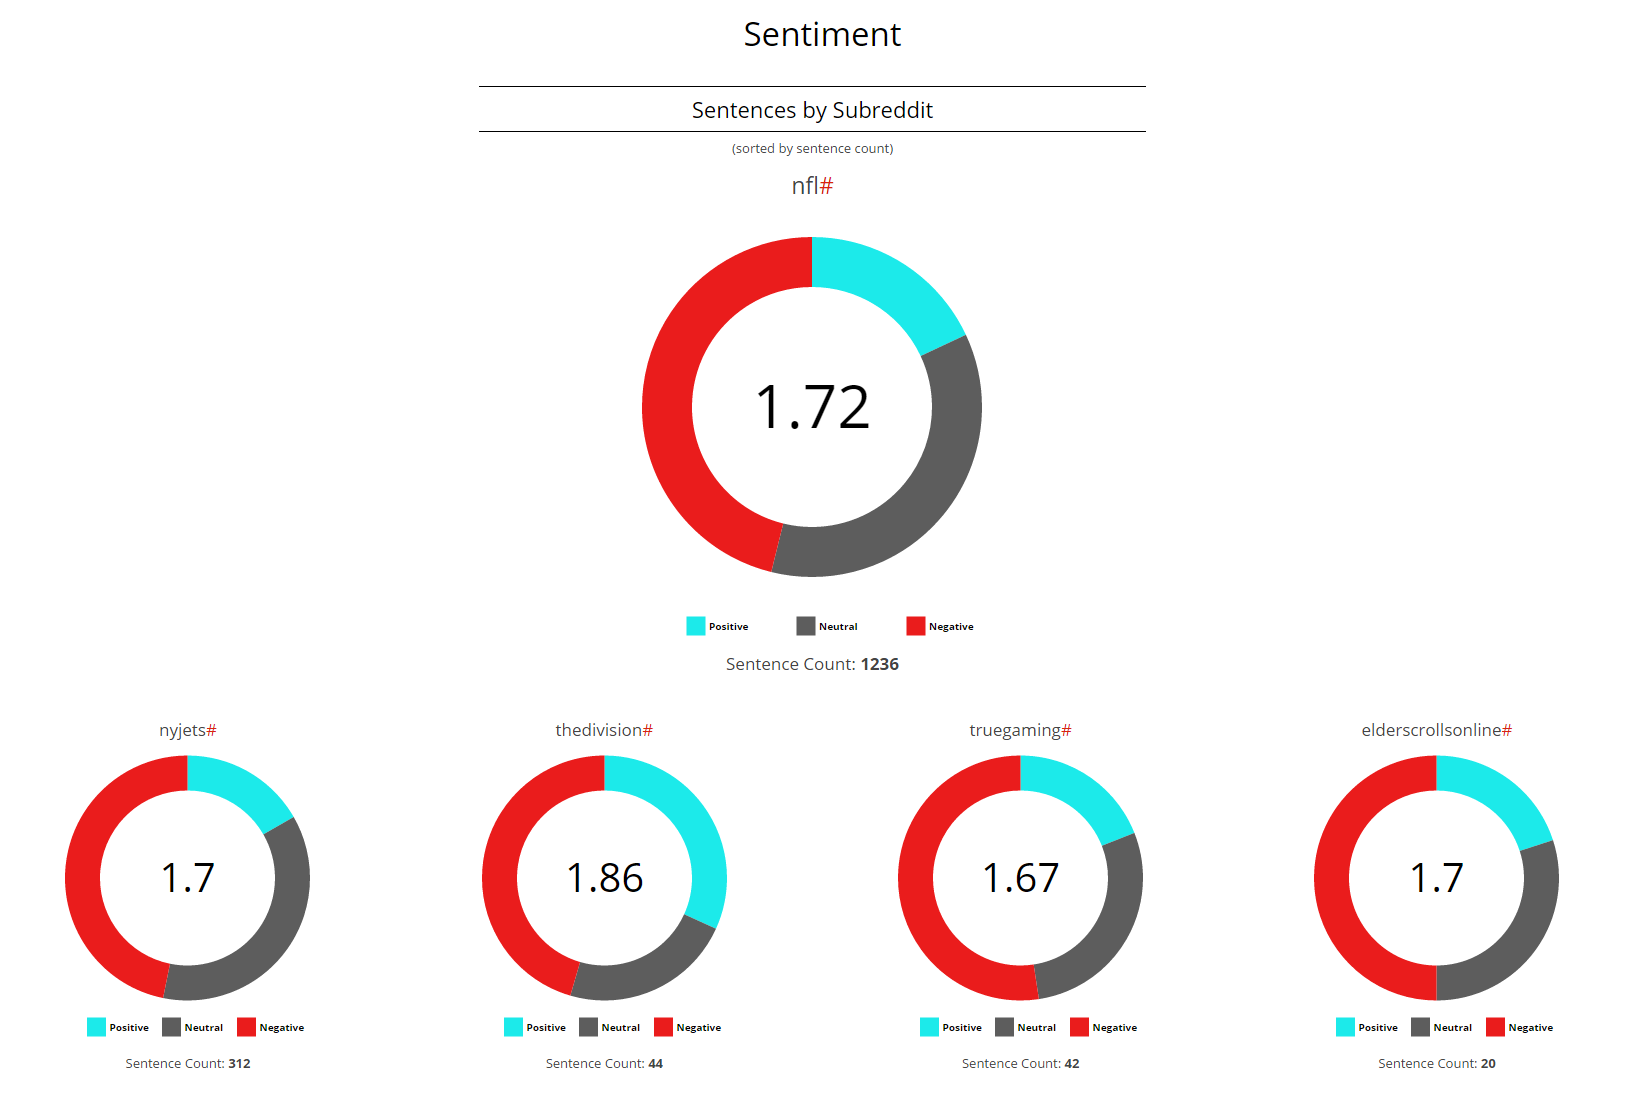 Sentiment
Sentences by Subreddit
(sorted by sentence count)
nfl#
1.72
Positive Neutral Negative
Sentence Count: 1236
nyjets# thedivision# truegaming# elderscrollsonline#
1.7 1.86 1.67 1.7
Positive Neutral Negative Positive Neutral Negative Positive Neutral Negative Positive Neutral Negative
Sentence Count: 312 Sentence Count: 44 Sentence Count: 42 Sentence Count: 20